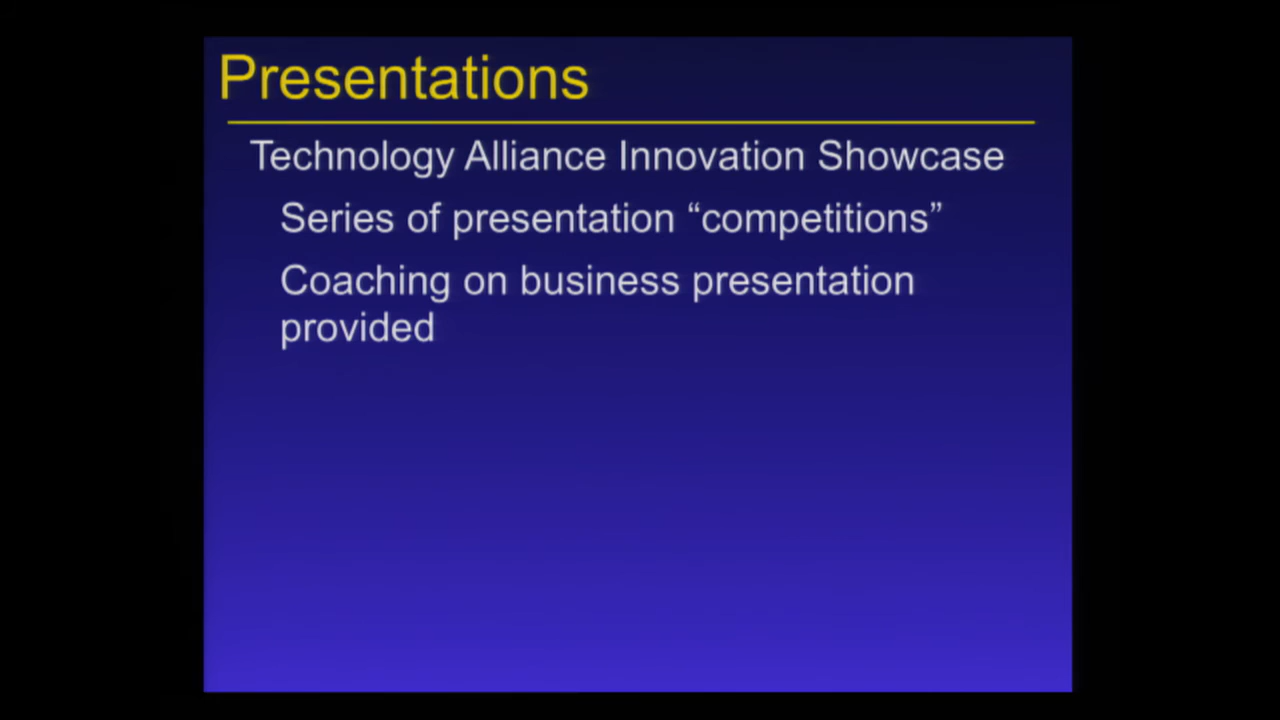 Presentations
Technology Alliance Innovation Showcase
Series of presentation “competitions”
Coaching on business presentation
provided